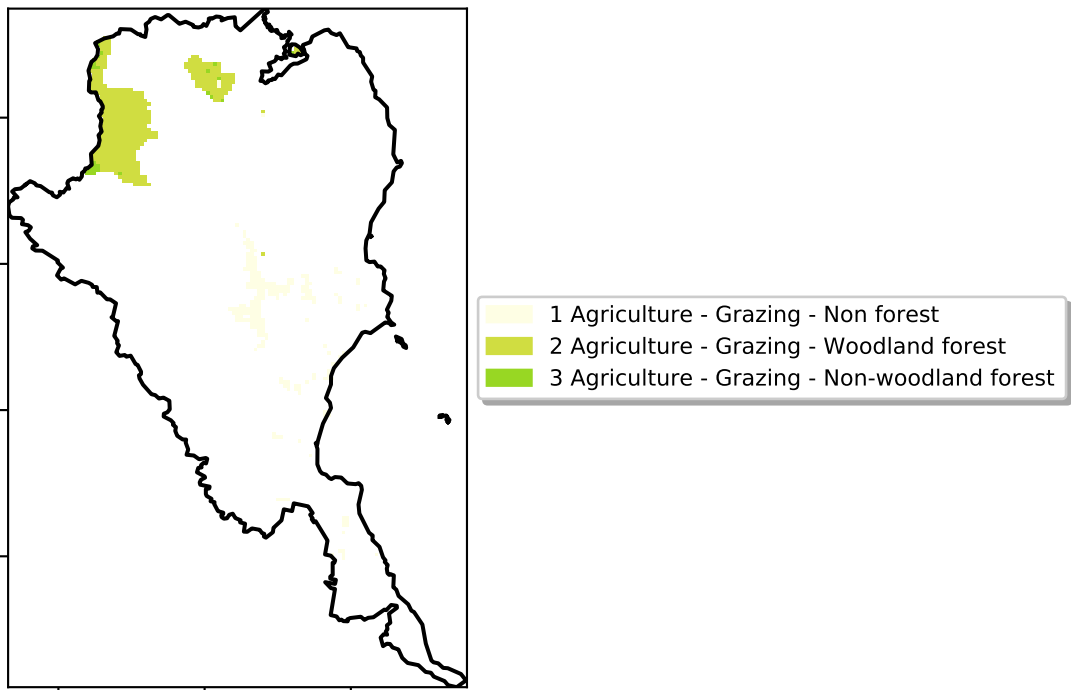 1 Agriculture - Grazing - Non forest
2 Agriculture - Grazing - Woodland forest
3 Agriculture - Grazing - Non-woodland forest